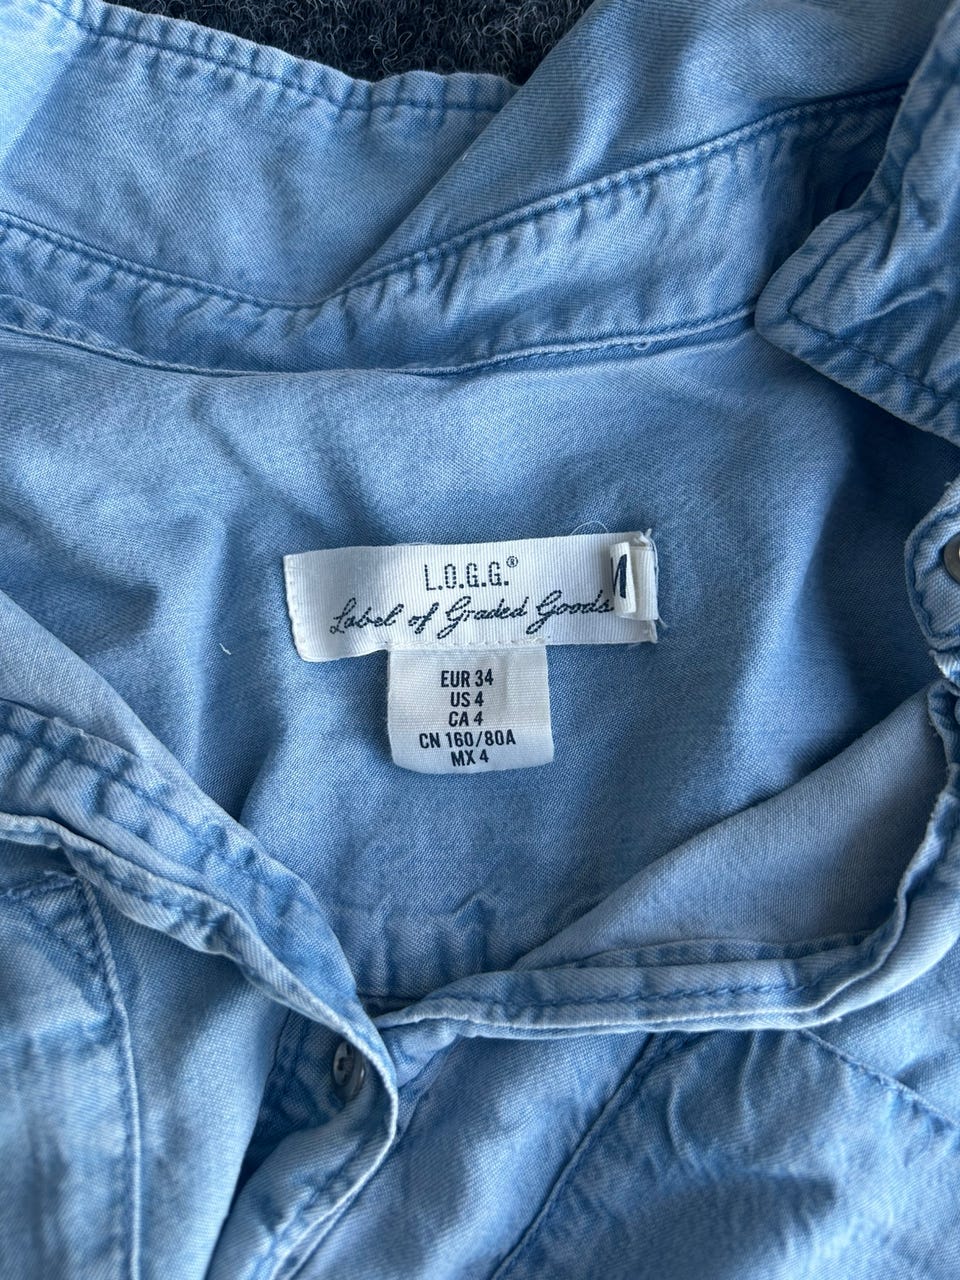 L.O.G.G.®
Label of Graded Goods
EUR 34
US 4
CA 4
CN 160/80A
MX 4